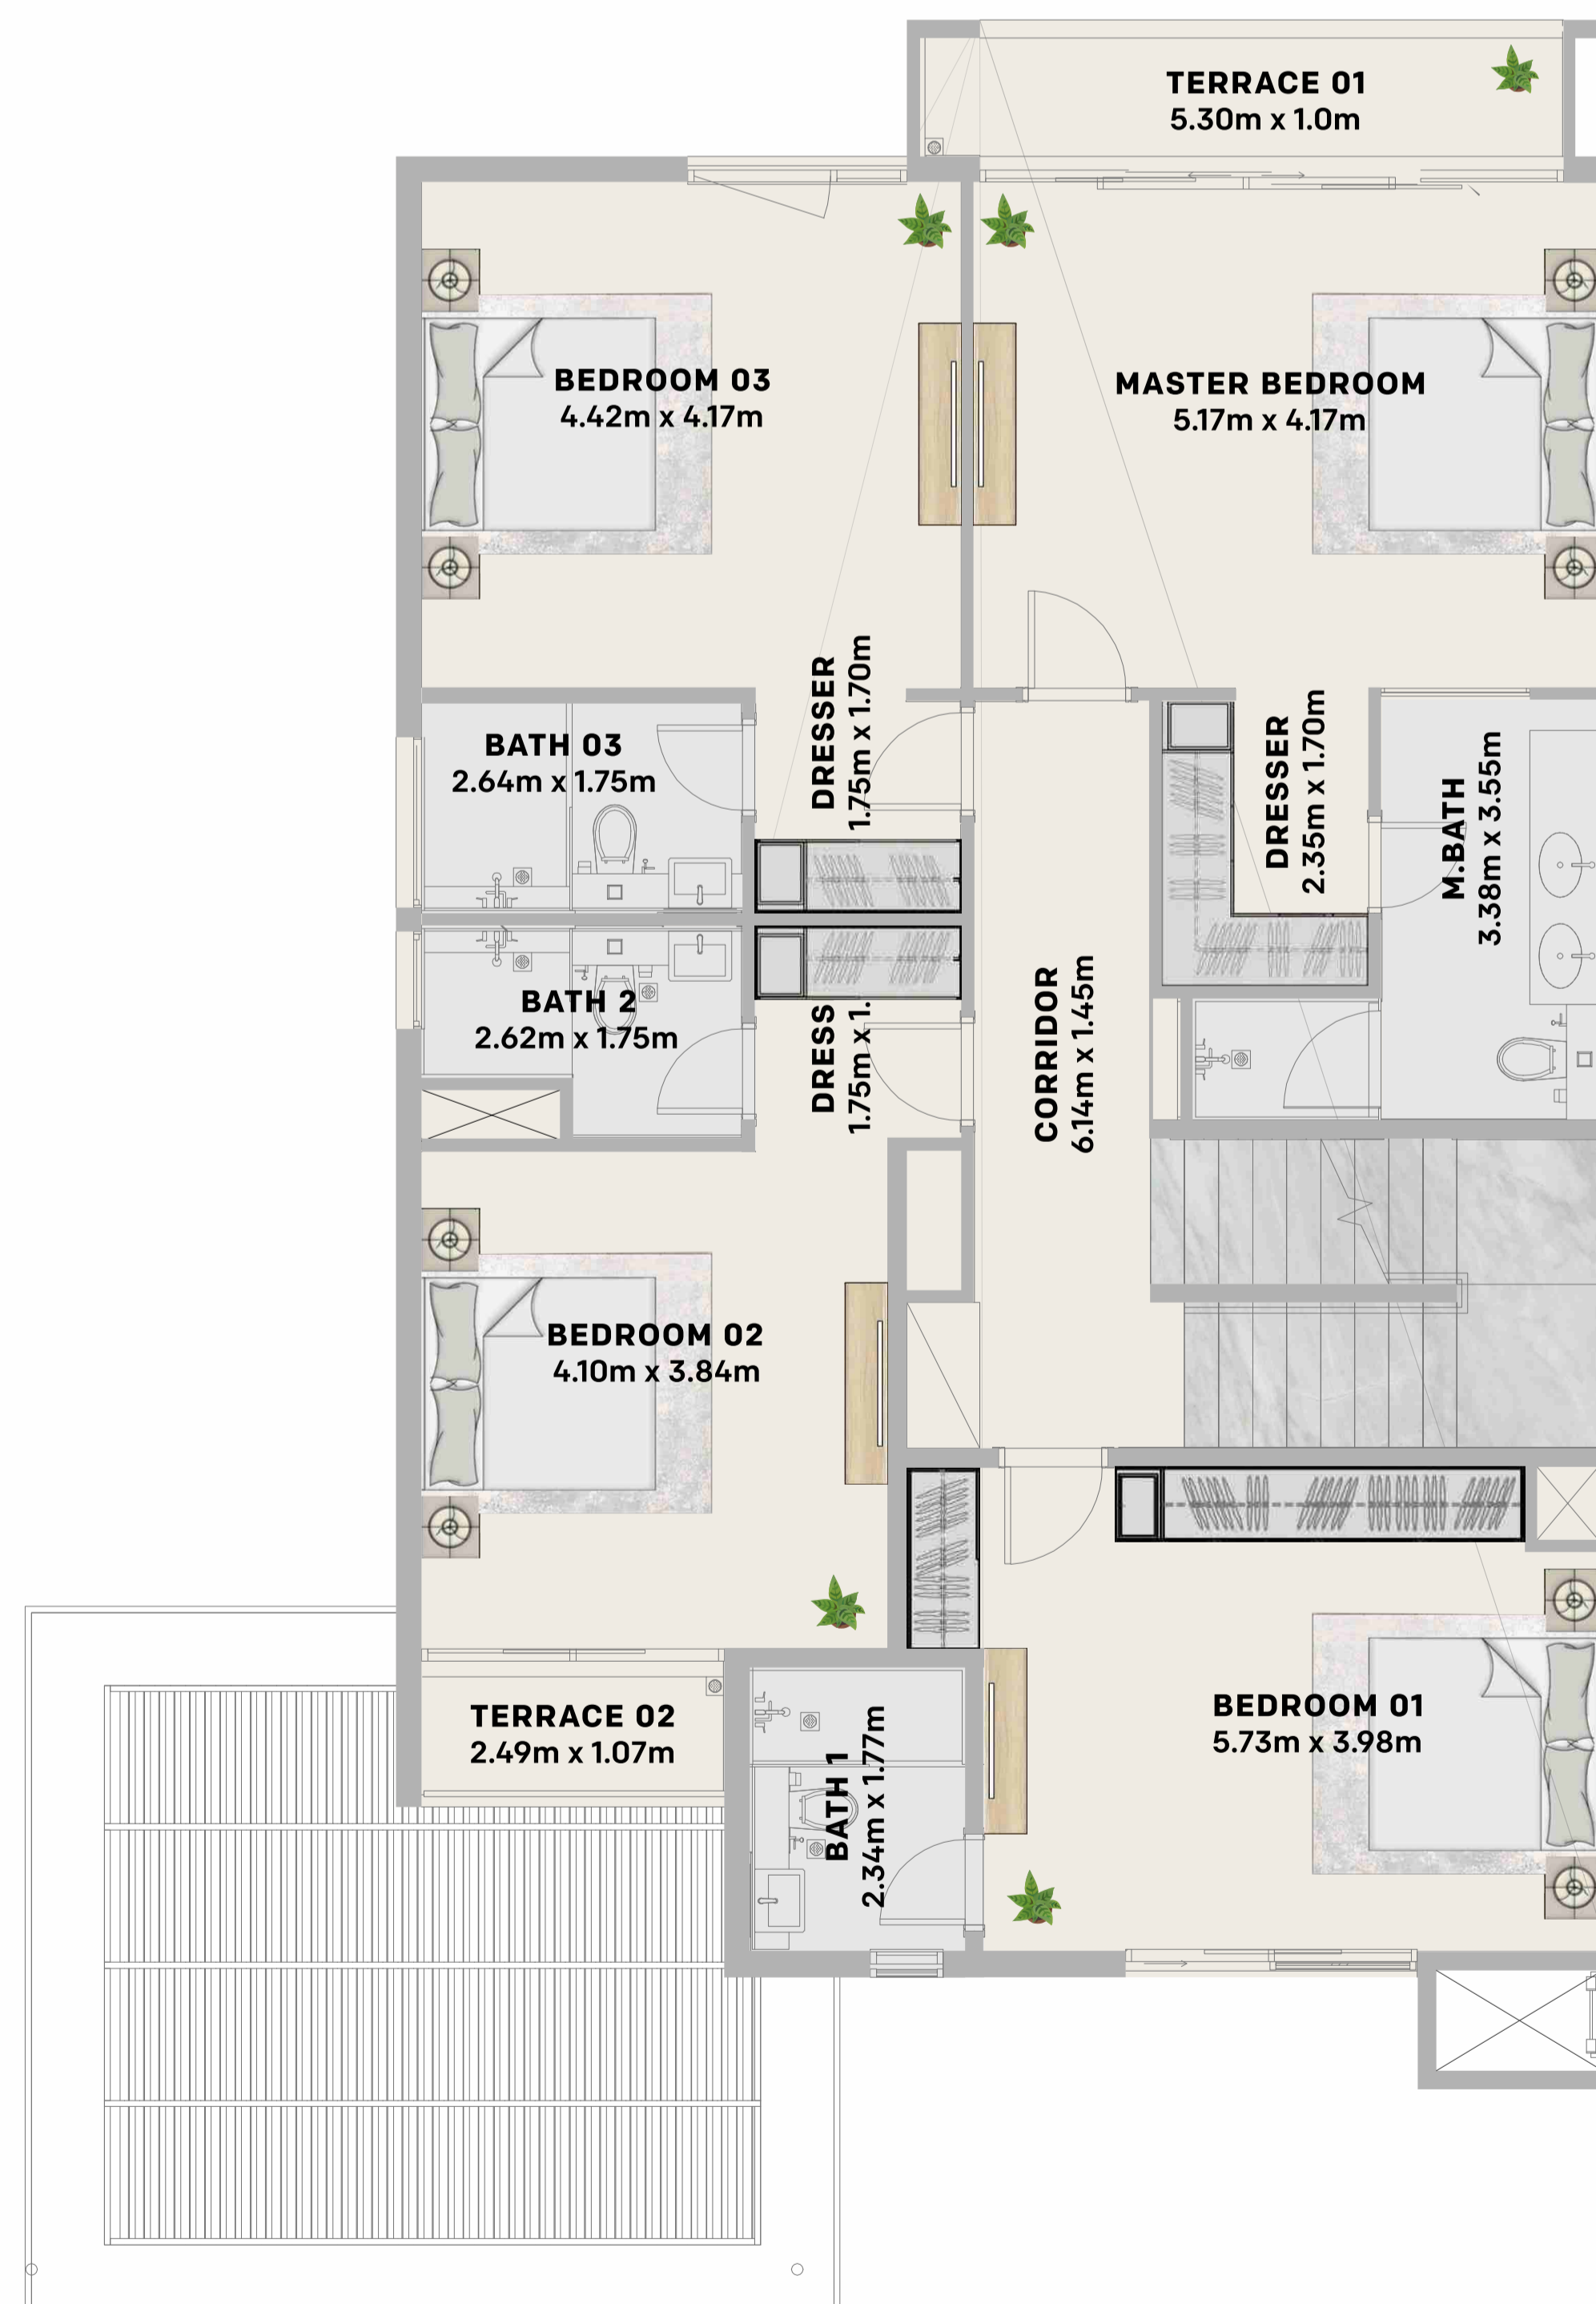 TERRACE 01
5.30m x 1.0m
BEDROOM 03
4.42m x 4.17m
MASTER BEDROOM
5.17m x 4.17m
BATH 03
2.64m x 1.75m
DRESSER
1.75m x 1.70m
DRESSER
2.35m x 1.70m
M.BATH
3.38m x 3.55m
BATH 2
2.62m x 1.75m
DRESS
1.75m x 1.
CORRIDOR
6.14m x 1.45m
BEDROOM 02
4.10m x 3.84m
TERRACE 02
2.49m x 1.07m
BATH 1
2.34m x 1.77m
BEDROOM 01
5.73m x 3.98m